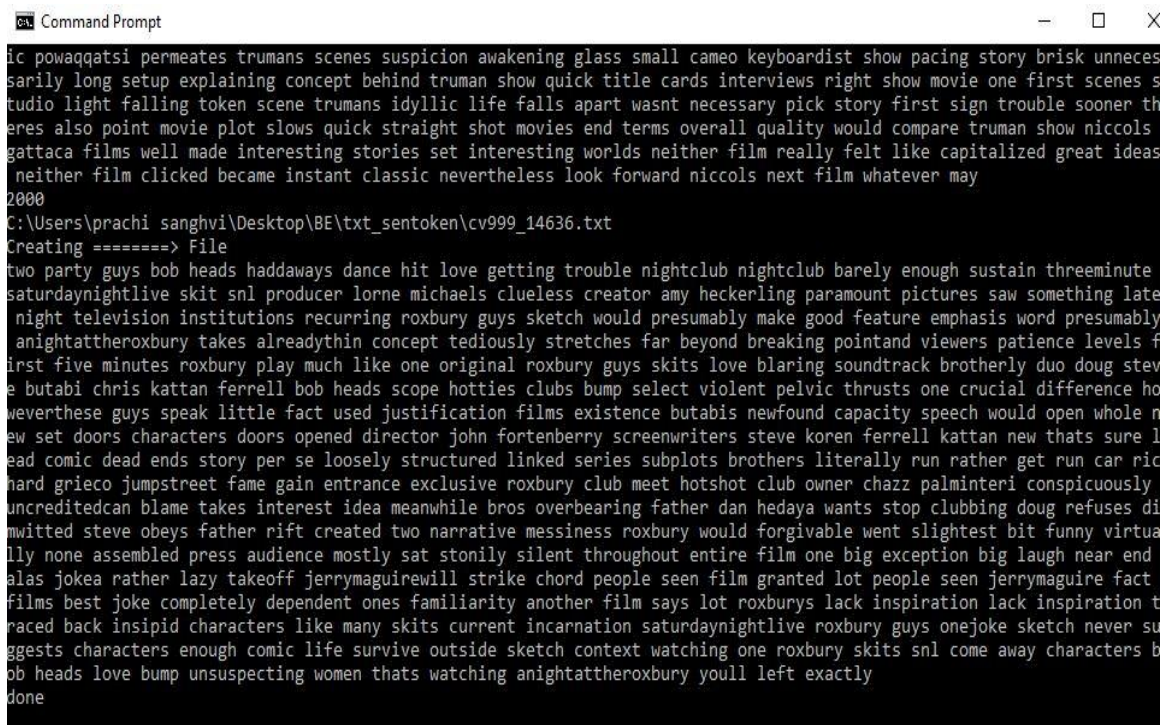 Command Prompt
ic powaqqatsi permeates trumans scenes suspicion awakening glass small cameo keyboardist show pacing story brisk unneces
sarily long setup explaining concept behind truman show quick title cards interviews right show movie one first scenes s
tudio light falling token scene trumans idyllic life falls apart wasnt necessary pick story first sign trouble sooner th
eres also point movie plot slows quick straight shot movies end terms overall quality would compare truman show niccols
gattaca films well made interesting stories set interesting worlds neither film really felt like capitalized great ideas
neither film clicked became instant classic nevertheless look forward niccols next film whatever may
2000
C:\Users\prachi sanghvi\Desktop\BE\txt_sentoken\cv999_14636.txt
Creating ========> File
two party guys bob heads haddaways dance hit love getting trouble nightclub nightclub barely enough sustain threeminute
saturdaynightlive skit snl producer lorne michaels clueless creator amy heckerling paramount pictures saw something late
night television institutions recurring roxbury guys sketch would presumably make good feature emphasis word presumably
anightattheroxbury takes alreadythin concept tediously stretches far beyond breaking pointand viewers patience levels f
irst five minutes roxbury play much like one original roxbury guys skits love blaring soundtrack brotherly duo doug stev
e butabi chris kattan ferrell bob heads scope hotties clubs bump select violent pelvic thrusts one crucial difference ho
weverthese guys speak little fact used justification films existence butabis newfound capacity speech would open whole n
ew set doors characters doors opened director john fortenberry screenwriters steve koren ferrell kattan new thats sure l
ead comic dead ends story per se loosely structured linked series subplots brothers literally run rather get run car ric
hard grieco jumpstreet fame gain entrance exclusive roxbury club meet hotshot club owner chazz palminteri conspicuously
uncreditedcan blame takes interest idea meanwhile bros overbearing father dan hedaya wants stop clubbing doug refuses di
mwitted steve obeys father rift created two narrative messiness roxbury would forgivable went slightest bit funny virtua
lly none assembled press audience mostly sat stonily silent throughout entire film one big exception big laugh near end
alas jokea rather lazy takeoff jerrymaguirewill strike chord people seen film granted lot people seen jerrymaguire fact
films best joke completely dependent ones familiarity another film says lot roxburys lack inspiration lack inspiration t
raced back insipid characters like many skits current incarnation saturdaynightlive roxbury guys onejoke sketch never su
ggests characters enough comic life survive outside sketch context watching one roxbury skits snl come away characters b
ob heads love bump unsuspecting women thats watching anightattheroxbury youll left exactly
done